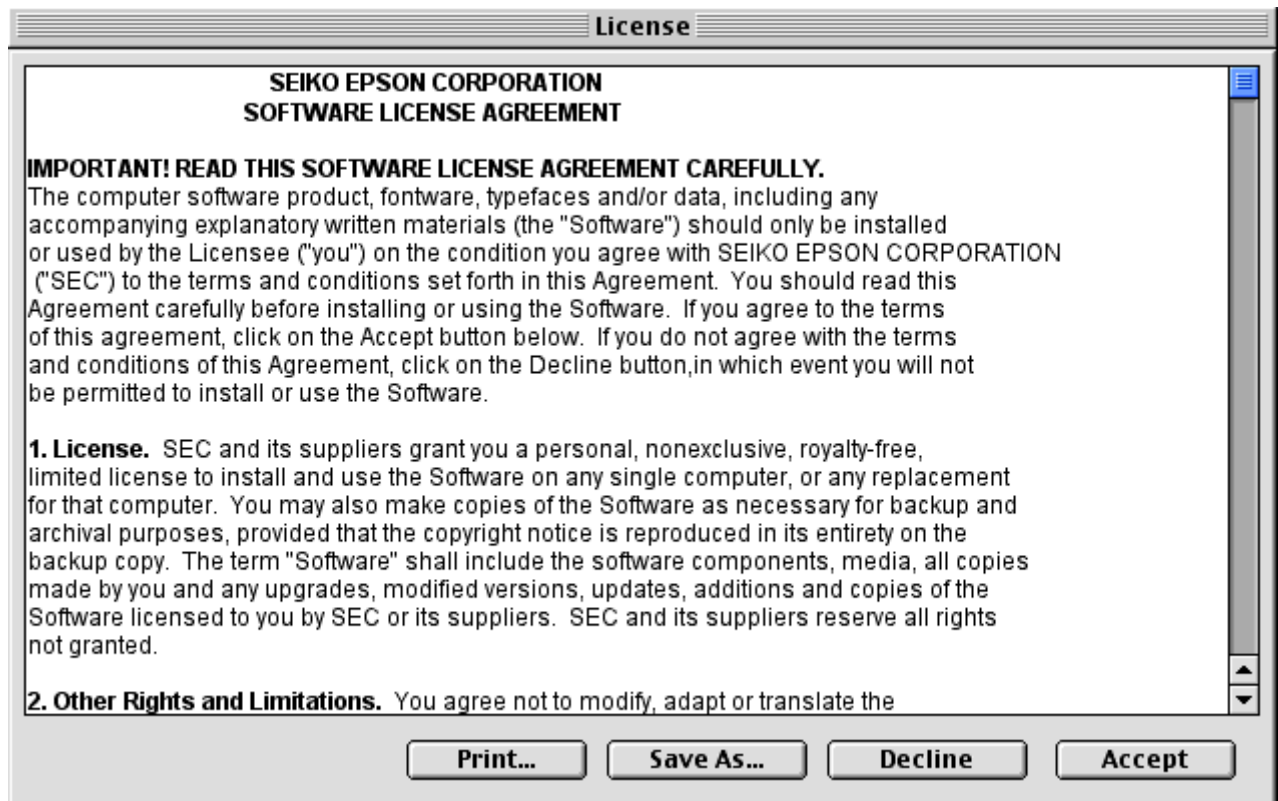 License
SEIKO EPSON CORPORATION
SOFTWARE LICENSE AGREEMENT
IMPORTANT! READ THIS SOFTWARE LICENSE AGREEMENT CAREFULLY.
The computer software product, fontware, typefaces and/or data, including any
accompanying explanatory written materials (the "Software") should only be installed
or used by the Licensee ("you") on the condition you agree with SEIKO EPSON CORPORATION
("SEC") to the terms and conditions set forth in this Agreement.  You should read this
Agreement carefully before installing or using the Software.  If you agree to the terms
of this agreement, click on the Accept button below.  If you do not agree with the terms
and conditions of this Agreement, click on the Decline button,in which event you will not
be permitted to install or use the Software.
1. License.  SEC and its suppliers grant you a personal, nonexclusive, royalty-free,
limited license to install and use the Software on any single computer, or any replacement
for that computer.  You may also make copies of the Software as necessary for backup and
archival purposes, provided that the copyright notice is reproduced in its entirety on the
backup copy.  The term "Software" shall include the software components, media, all copies
made by you and any upgrades, modified versions, updates, additions and copies of the
Software licensed to you by SEC or its suppliers.  SEC and its suppliers reserve all rights
not granted.
2. Other Rights and Limitations.  You agree not to modify, adapt or translate the
Print... Save As... Decline Accept